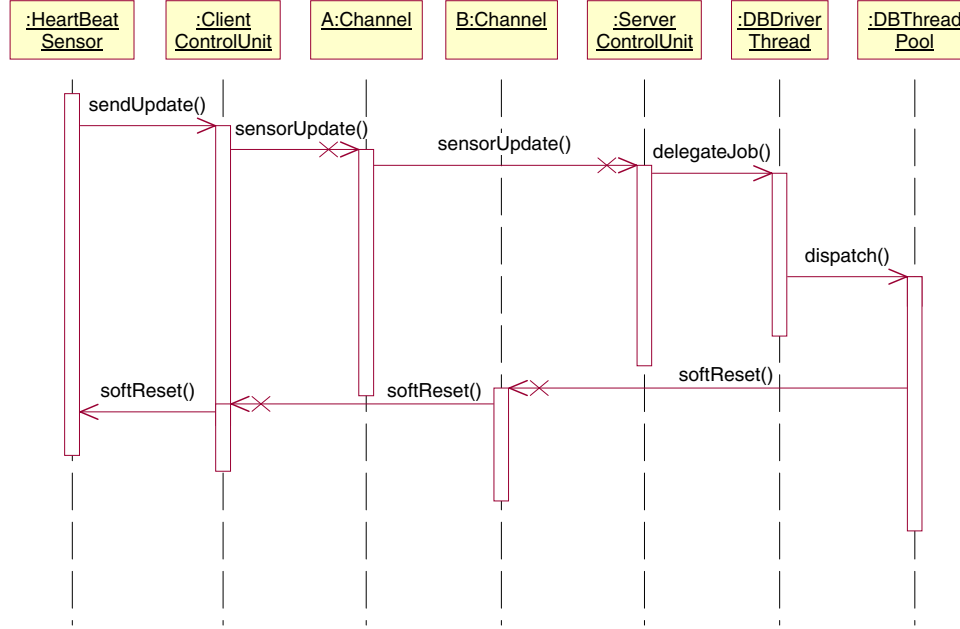 :HeartBeat
Sensor
:Client
ControlUnit
A:Channel
B:Channel
:Server
ControlUnit
:DBDriver
Thread
:DBThread
Pool
sendUpdate()
sensorUpdate()
sensorUpdate()
delegateJob()
dispatch()
softReset()
softReset()
softReset()